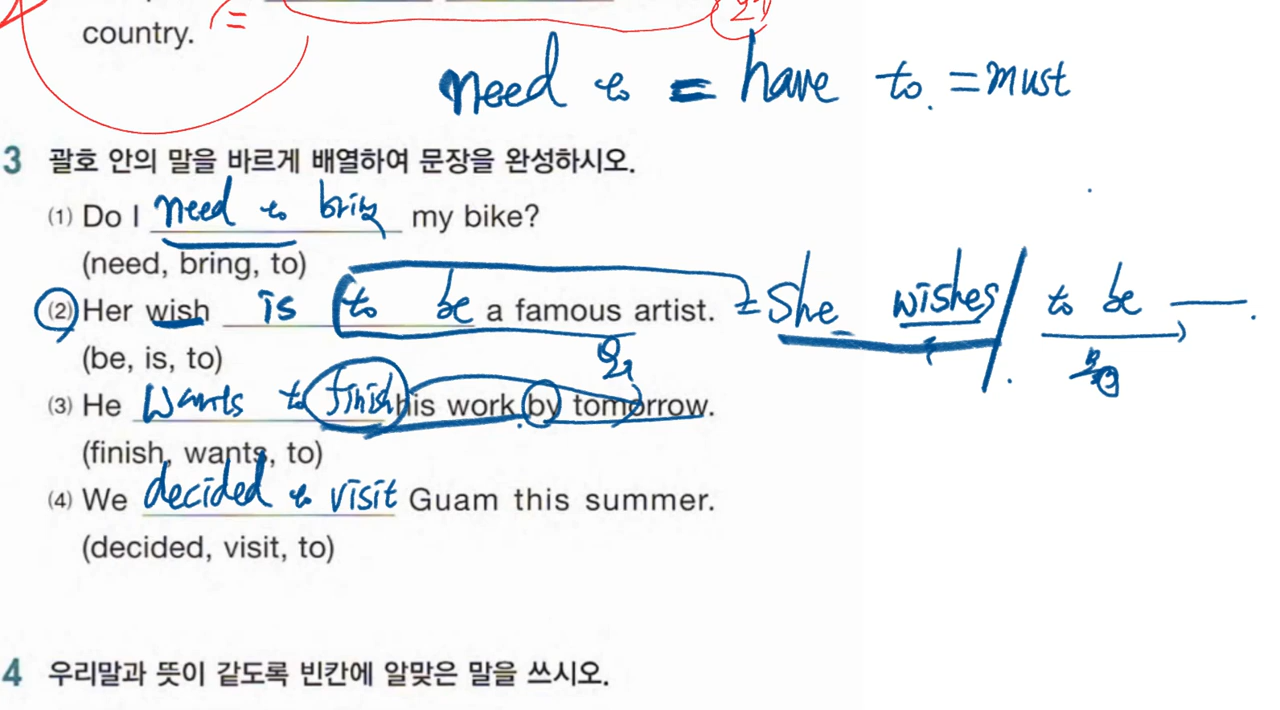 country.
need to = have to. = must
3 괄호 안의 말을 바르게 배열하여 문장을 완성하시오.
(1) Do I need to bring my bike?
(need, bring, to)
(2) Her wish is to be a famous artist. = She wishes / to be —.
(be, is, to)
(3) He wants to finish his work by tomorrow.
(finish, wants, to)
(4) We decided to visit Guam this summer.
(decided, visit, to)
4 우리말과 뜻이 같도록 빈칸에 알맞은 말을 쓰시오.